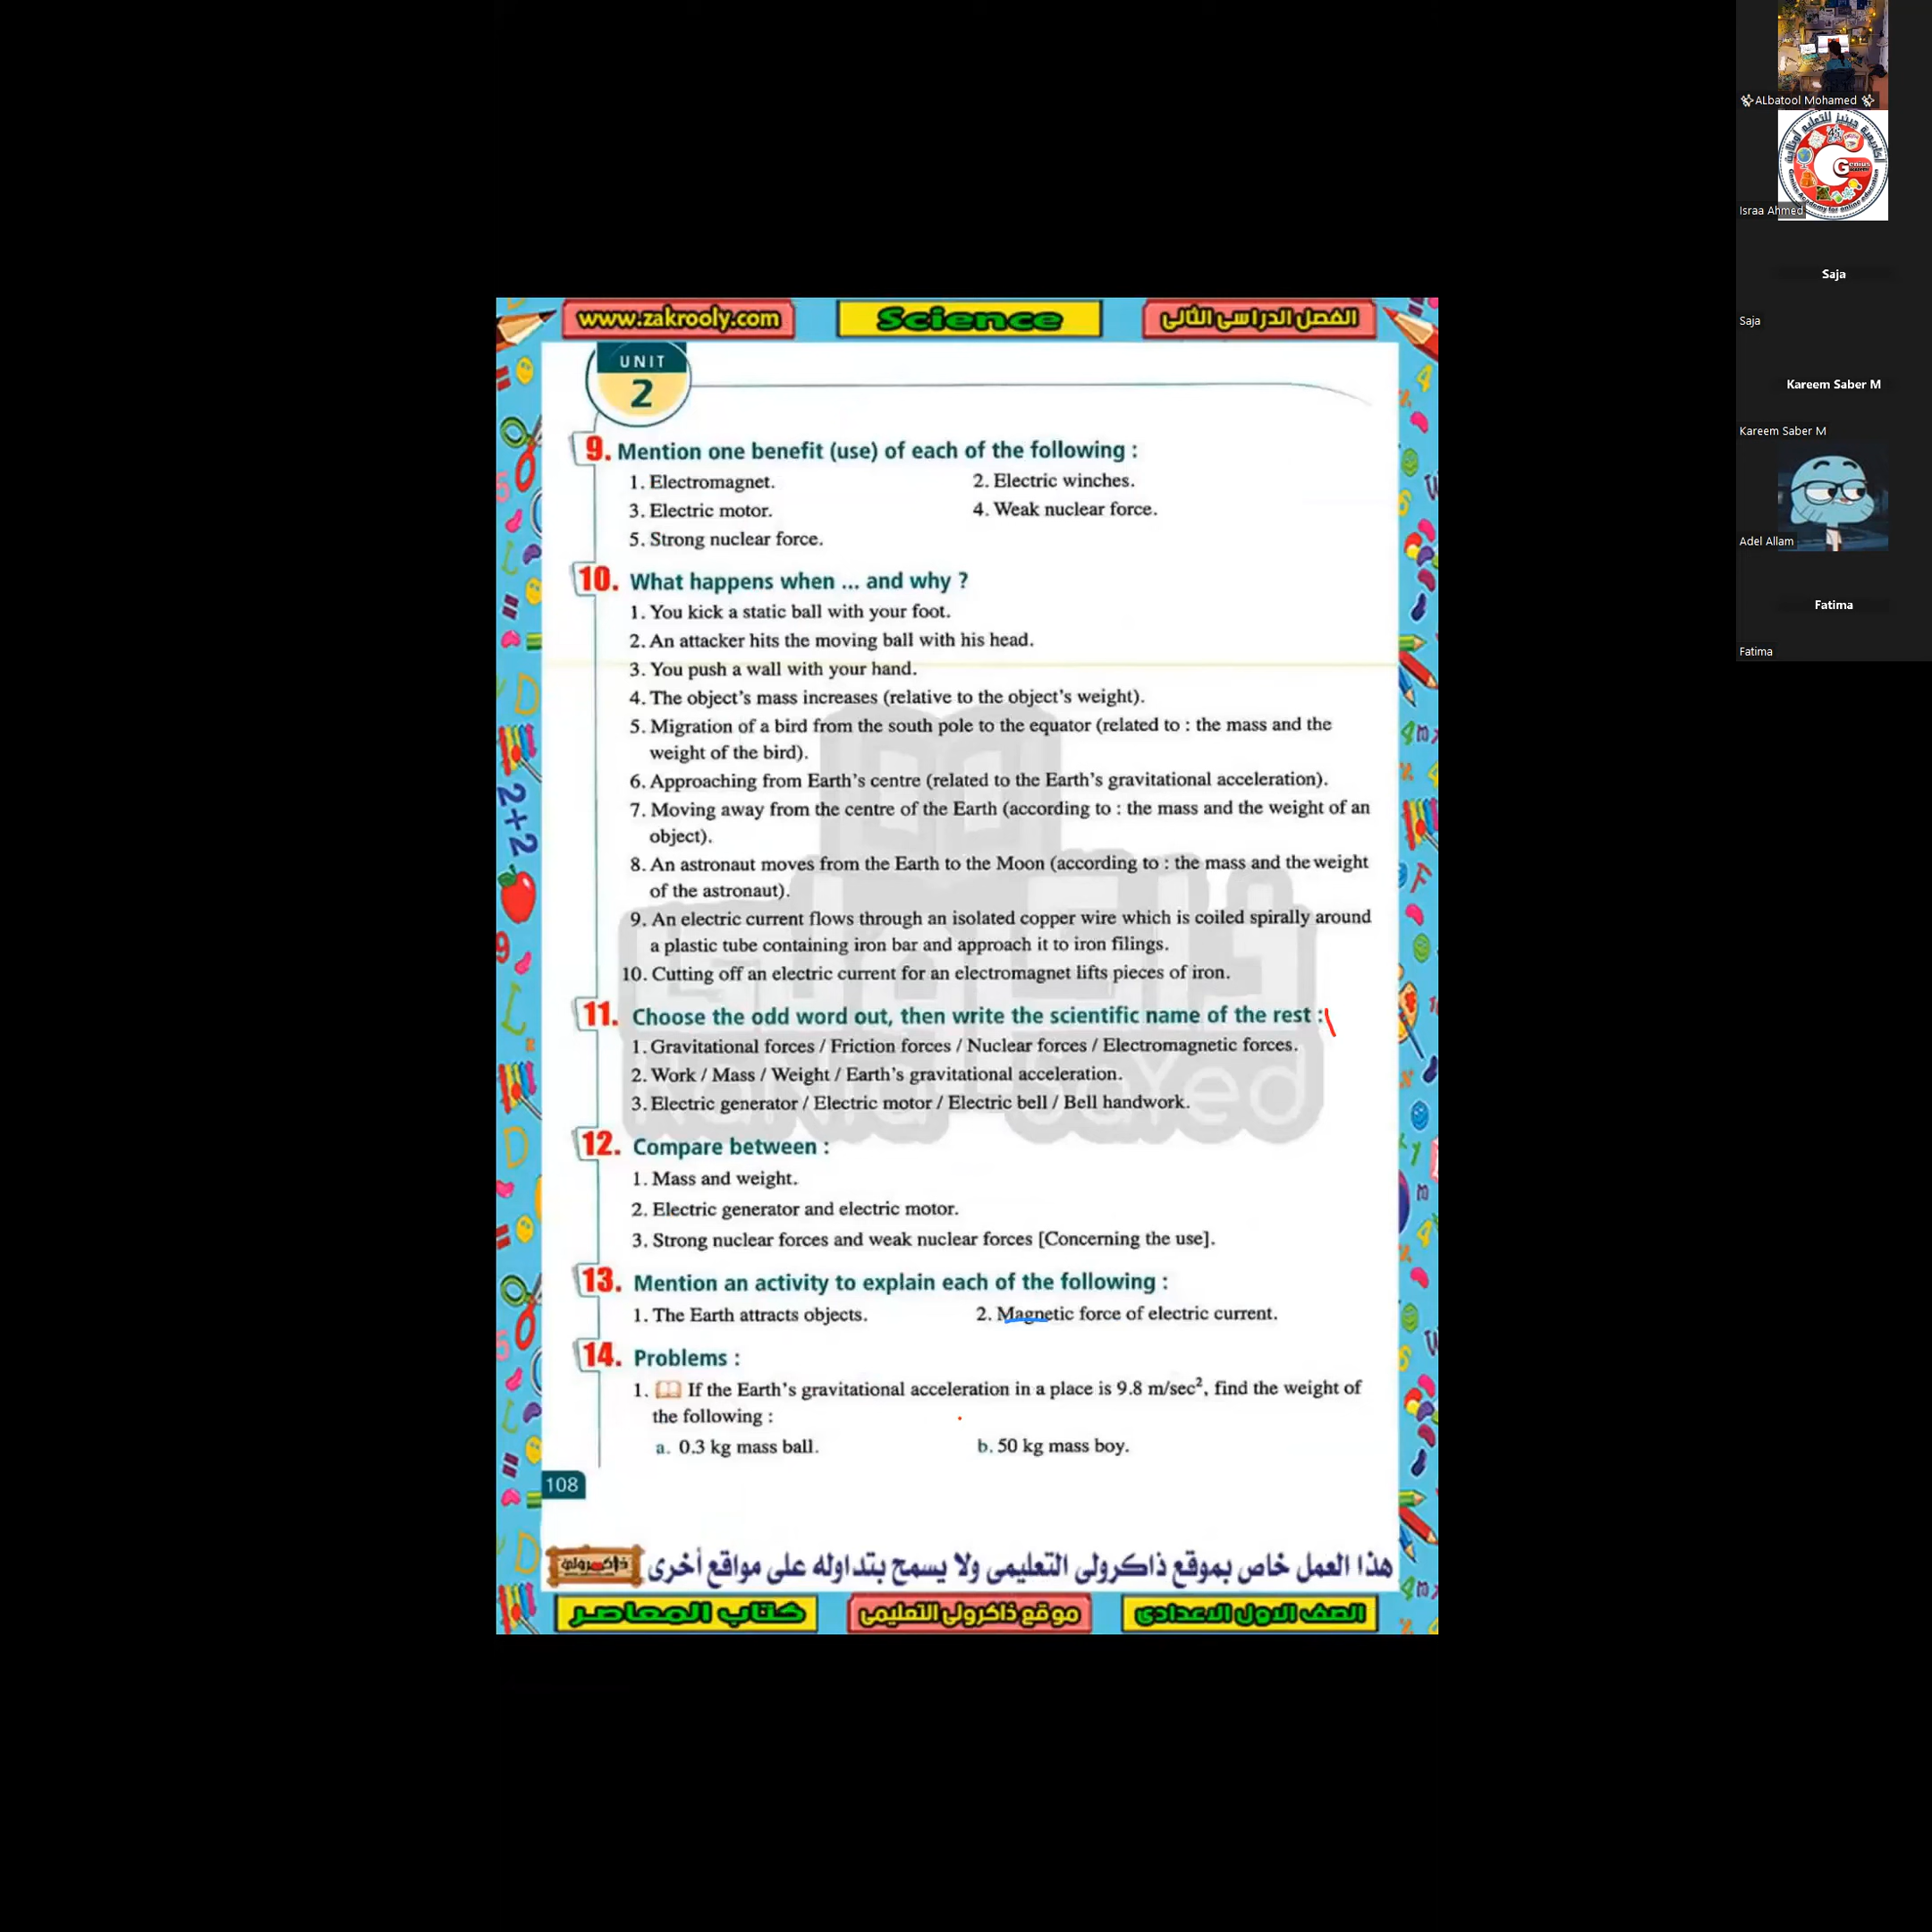 www.zakrooly.com
Science
الفصل الدراسى الثانى
UNIT
2
9. Mention one benefit (use) of each of the following :
1. Electromagnet.
2. Electric winches.
3. Electric motor.
4. Weak nuclear force.
5. Strong nuclear force.
10. What happens when ... and why ?
1. You kick a static ball with your foot.
2. An attacker hits the moving ball with his head.
3. You push a wall with your hand.
4. The object's mass increases (relative to the object's weight).
5. Migration of a bird from the south pole to the equator (related to : the mass and the
weight of the bird).
6. Approaching from Earth's centre (related to the Earth's gravitational acceleration).
7. Moving away from the centre of the Earth (according to : the mass and the weight of an
object).
8. An astronaut moves from the Earth to the Moon (according to : the mass and the weight
of the astronaut).
9. An electric current flows through an isolated copper wire which is coiled spirally around
a plastic tube containing iron bar and approach it to iron filings.
10. Cutting off an electric current for an electromagnet lifts pieces of iron.
11. Choose the odd word out, then write the scientific name of the rest :
1. Gravitational forces / Friction forces / Nuclear forces / Electromagnetic forces.
2. Work / Mass / Weight / Earth's gravitational acceleration.
3. Electric generator / Electric motor / Electric bell / Bell handwork.
12. Compare between :
1. Mass and weight.
2. Electric generator and electric motor.
3. Strong nuclear forces and weak nuclear forces [Concerning the use].
13. Mention an activity to explain each of the following :
1. The Earth attracts objects.
2. Magnetic force of electric current.
14. Problems :
1. If the Earth's gravitational acceleration in a place is 9.8 m/sec², find the weight of
the following :
a. 0.3 kg mass ball.
b. 50 kg mass boy.
108
هذا العمل خاص بموقع ذاكرولى التعليمى ولا يسمح بتداوله على مواقع أخرى
ذاكرولى
كتاب المعاصر
موقع ذاكرولى التعليمى
الصف الاول الاعدادى
ALbatool Mohamed
Israa Ahmed
Saja
Saja
Kareem Saber M
Kareem Saber M
Adel Allam
Fatima
Fatima